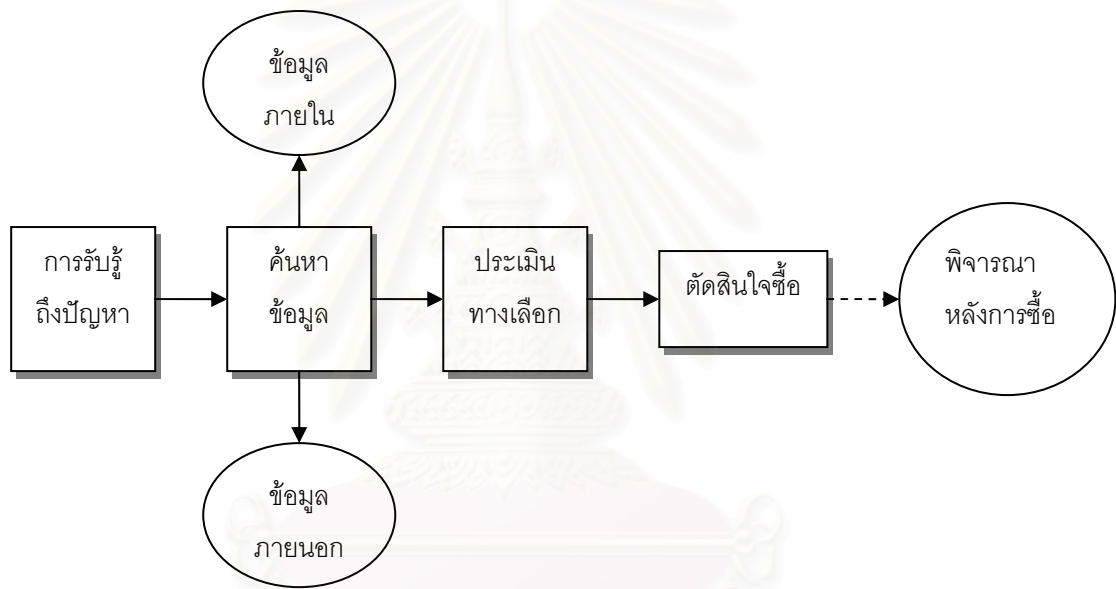 ข้อมูล
ภายใน
การรับรู้
ถึงปัญหา
ค้นหา
ข้อมูล
ประเมิน
ทางเลือก
ตัดสินใจซื้อ
พิจารณา
หลังการซื้อ
ข้อมูล
ภายนอก